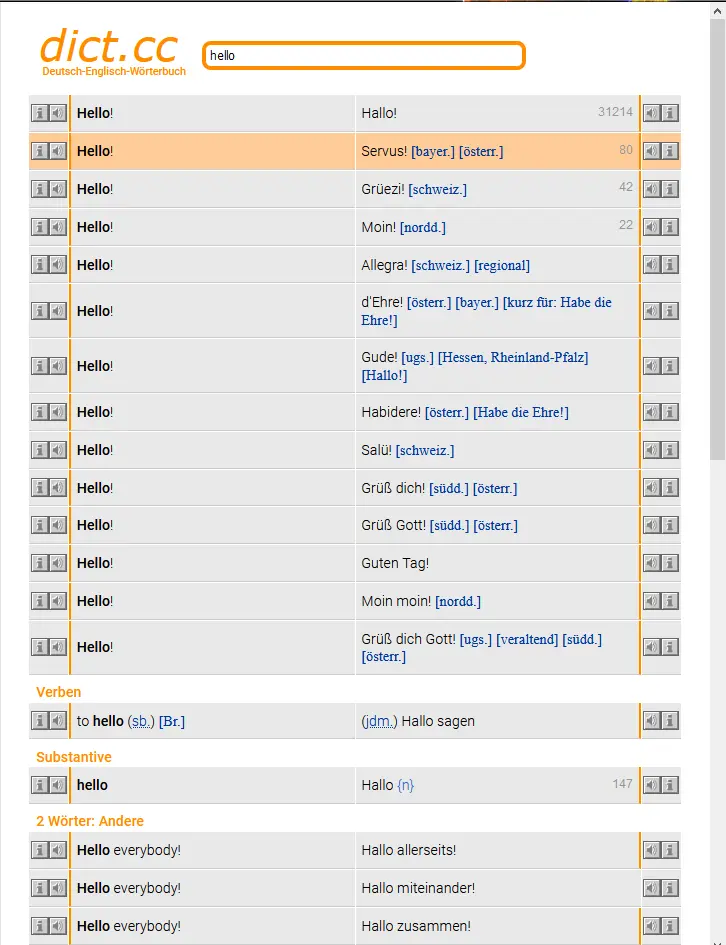 dict.cc
Deutsch-Englisch-Wörterbuch
hello
Hello! Hallo! 31214
Hello! Servus! [bayer.] [österr.] 80
Hello! Grüezi! [schweiz.] 42
Hello! Moin! [nordd.] 22
Hello! Allegra! [schweiz.] [regional]
Hello! d'Ehre! [österr.] [bayer.] [kurz für: Habe die
Ehre!]
Hello! Gude! [ugs.] [Hessen, Rheinland-Pfalz]
[Hallo!]
Hello! Habidere! [österr.] [Habe die Ehre!]
Hello! Salü! [schweiz.]
Hello! Grüß dich! [südd.] [österr.]
Hello! Grüß Gott! [südd.] [österr.]
Hello! Guten Tag!
Hello! Moin moin! [nordd.]
Hello! Grüß dich Gott! [ugs.] [veraltend] [südd.]
[österr.]
Verben
to hello (sb.) [Br.] (jdm.) Hallo sagen
Substantive
hello Hallo {n} 147
2 Wörter: Andere
Hello everybody! Hallo allerseits!
Hello everybody! Hallo miteinander!
Hello everybody! Hallo zusammen!